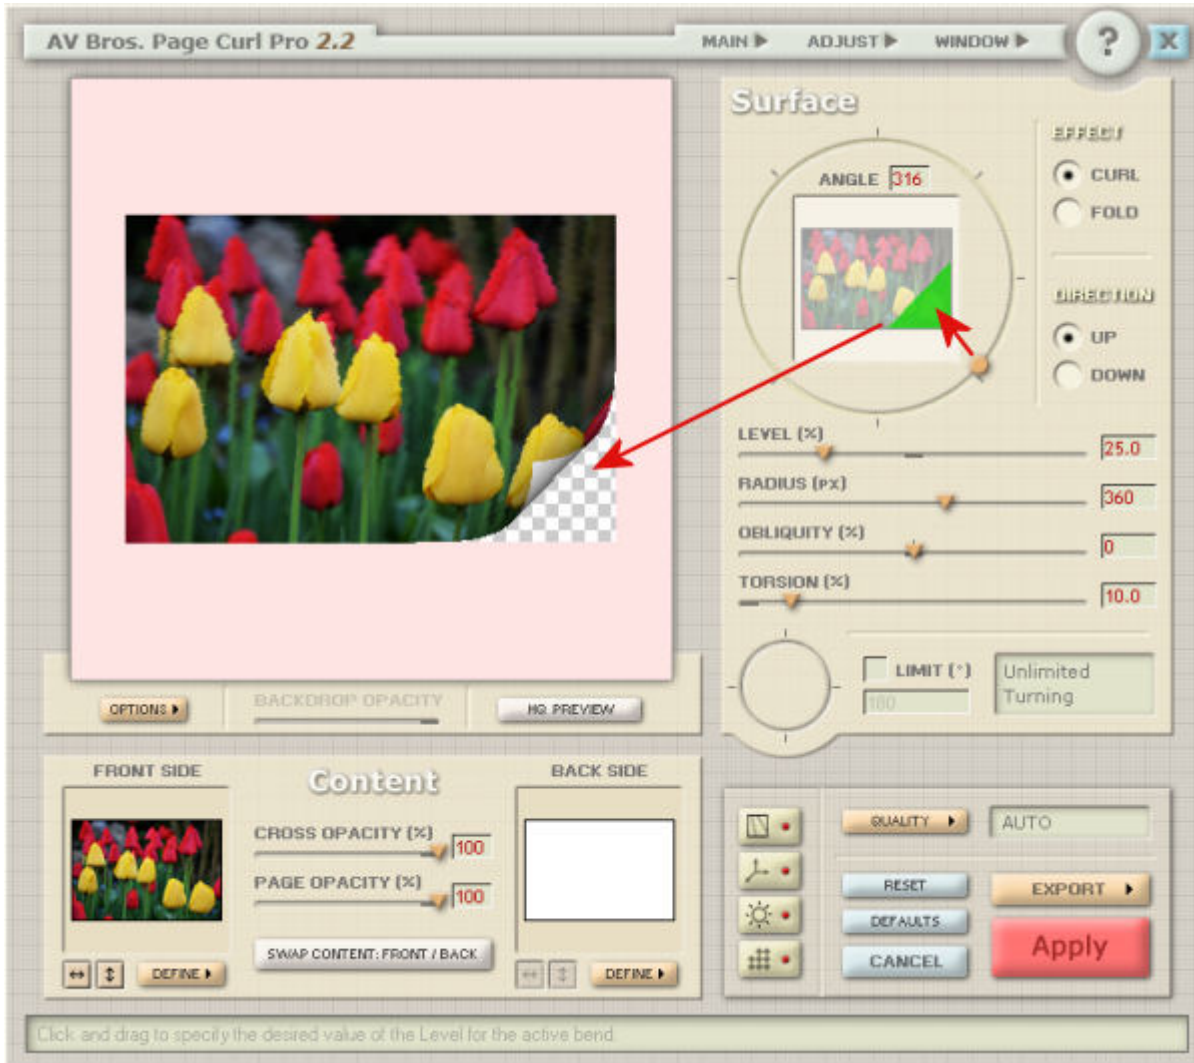 AV Bros. Page Curl Pro 2.2
MAIN
ADJUST
WINDOW
?
X
Surface
ANGLE 316
EFFECT
CURL
FOLD
DIRECTION
UP
DOWN
LEVEL (%)
25.0
RADIUS (PX)
360
OBLIQUITY (%)
0
TORSION (%)
10.0
LIMIT (°)
180
Unlimited
Turning
OPTIONS
BACKDROP OPACITY
HQ PREVIEW
FRONT SIDE
Content
BACK SIDE
CROSS OPACITY (%)
100
PAGE OPACITY (%)
100
SWAP CONTENT: FRONT / BACK
DEFINE
DEFINE
QUALITY
AUTO
RESET
EXPORT
DEFAULTS
Apply
CANCEL
Click and drag to specify the desired value of the Level for the active bend.